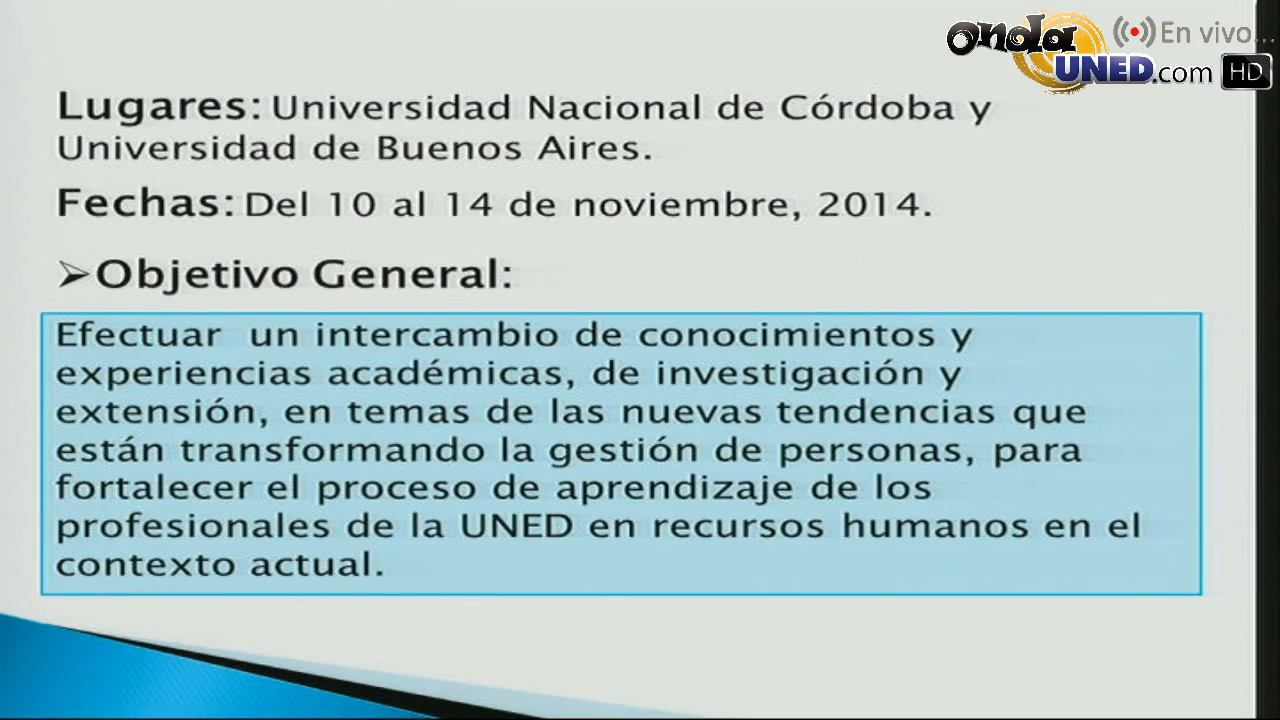 onda
UNED.com
En vivo...
HD
Lugares: Universidad Nacional de Córdoba y
Universidad de Buenos Aires.
Fechas: Del 10 al 14 de noviembre, 2014.
➢Objetivo General:
Efectuar un intercambio de conocimientos y
experiencias académicas, de investigación y
extensión, en temas de las nuevas tendencias que
están transformando la gestión de personas, para
fortalecer el proceso de aprendizaje de los
profesionales de la UNED en recursos humanos en el
contexto actual.